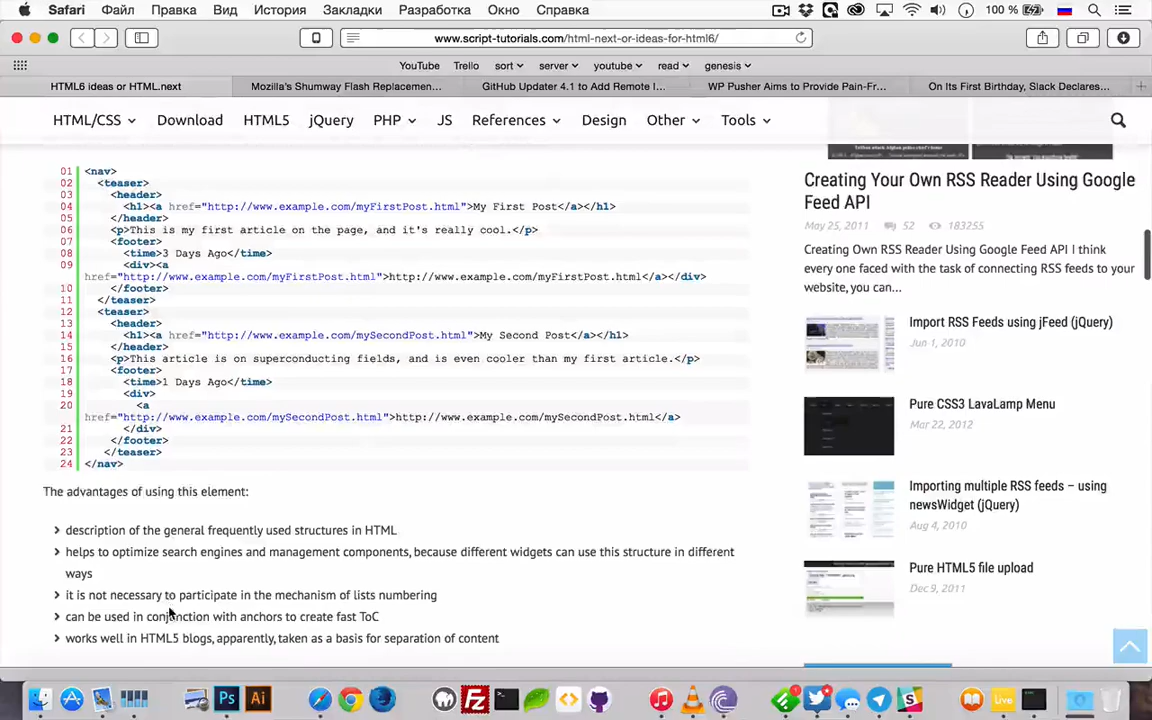 Safari Файл Правка Вид История Закладки Разработка Окно Справка 100 %
www.script-tutorials.com/html-next-or-ideas-for-html6/
YouTube Trello sort server youtube read genesis
HTML6 ideas or HTML.next Mozilla's Shumway Flash Replacemen... GitHub Updater 4.1 to Add Remote I... WP Pusher Aims to Provide Pain-Fr... On Its First Birthday, Slack Declares...
HTML/CSS Download HTML5 jQuery PHP JS References Design Other Tools
01 <nav>
02 <teaser>
03 <header>
04 <h1><a href="http://www.example.com/myFirstPost.html">My First Post</a></h1>
05 </header>
06 <p>This is my first article on the page, and it's really cool.</p>
07 <footer>
08 <time>3 Days Ago</time>
09 <div><a
href="http://www.example.com/myFirstPost.html">http://www.example.com/myFirstPost.html</a></div>
10 </footer>
11 </teaser>
12 <teaser>
13 <header>
14 <h1><a href="http://www.example.com/mySecondPost.html">My Second Post</a></h1>
15 </header>
16 <p>This article is on superconducting fields, and is even cooler than my first article.</p>
17 <footer>
18 <time>1 Days Ago</time>
19 <div>
20 <a
href="http://www.example.com/mySecondPost.html">http://www.example.com/mySecondPost.html</a>
21 </div>
22 </footer>
23 </teaser>
24 </nav>
The advantages of using this element:
description of the general frequently used structures in HTML
helps to optimize search engines and management components, because different widgets can use this structure in different
ways
it is not necessary to participate in the mechanism of lists numbering
can be used in conjunction with anchors to create fast ToC
works well in HTML5 blogs, apparently, taken as a basis for separation of content
Creating Your Own RSS Reader Using Google
Feed API
May 25, 2011 52 183255
Creating Own RSS Reader Using Google Feed API I think
every one faced with the task of connecting RSS feeds to your
website, you can...
Import RSS Feeds using jFeed (jQuery)
Jun 1, 2010
Pure CSS3 LavaLamp Menu
Mar 22, 2012
Importing multiple RSS feeds – using
newsWidget (jQuery)
Aug 4, 2010
Pure HTML5 file upload
Dec 9, 2011
Ps Ai Fz Live